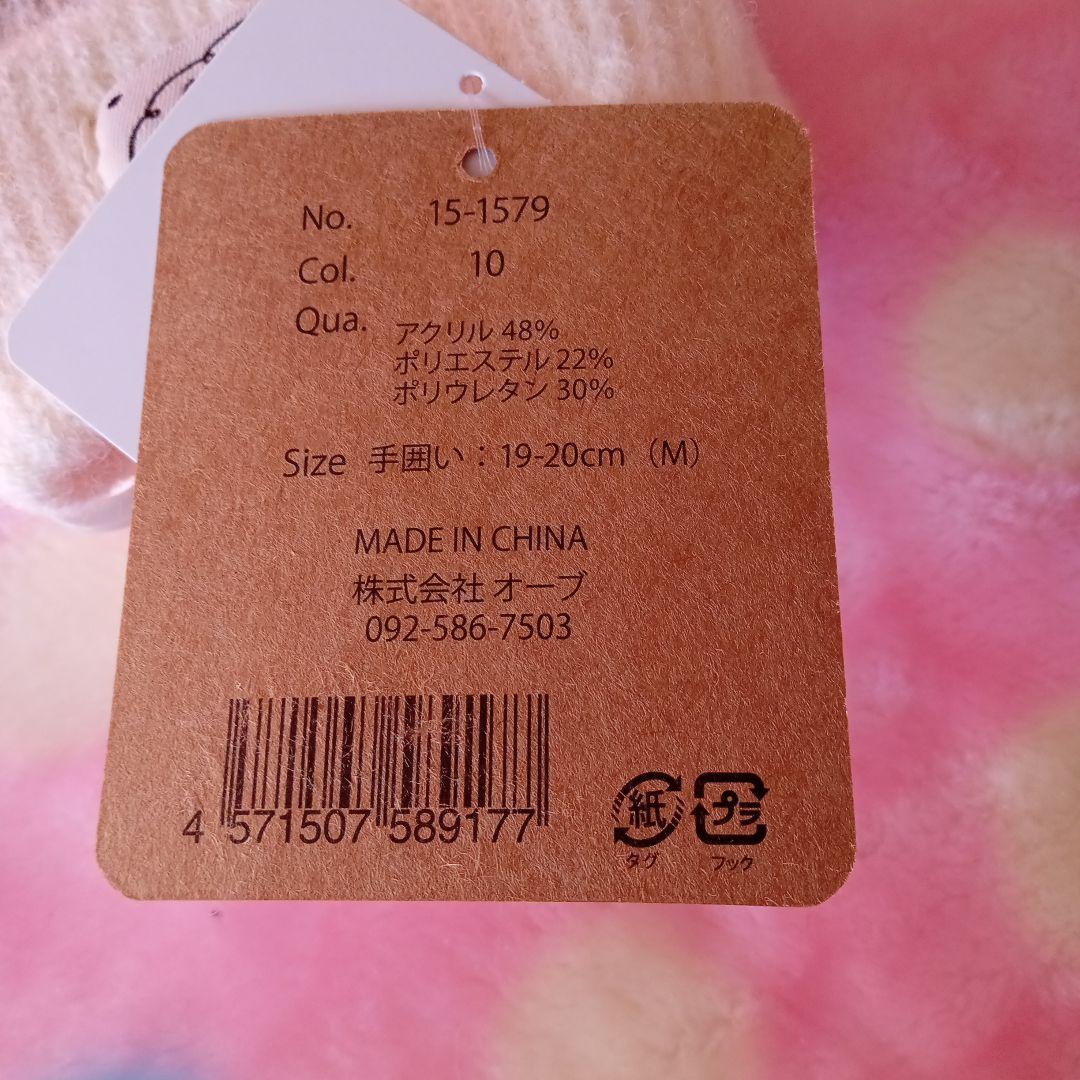 No. 15-1579
Col. 10
Qua. アクリル 48%
ポリエステル 22%
ポリウレタン 30%
Size 手囲い：19-20cm（M）
MADE IN CHINA
株式会社 オーブ
092-586-7503
4 571507 589177
紙 プラ
タグ フック